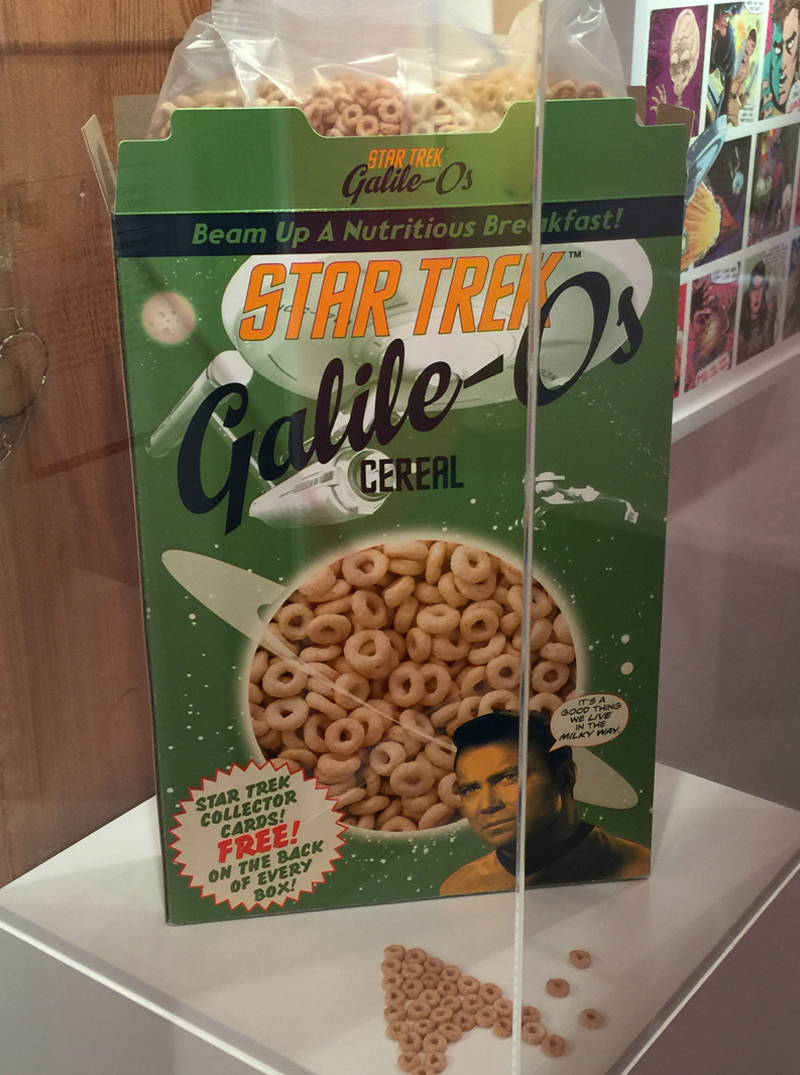 STAR TREK
Galile-Os
Beam Up A Nutritious Breakfast!
STAR TREK™
Galile-Os
CEREAL
IT'S A
GOOD THING
WE LIVE
IN THE
MILKY WAY.
STAR TREK
COLLECTOR
CARDS!
FREE!
ON THE BACK
OF EVERY
BOX!